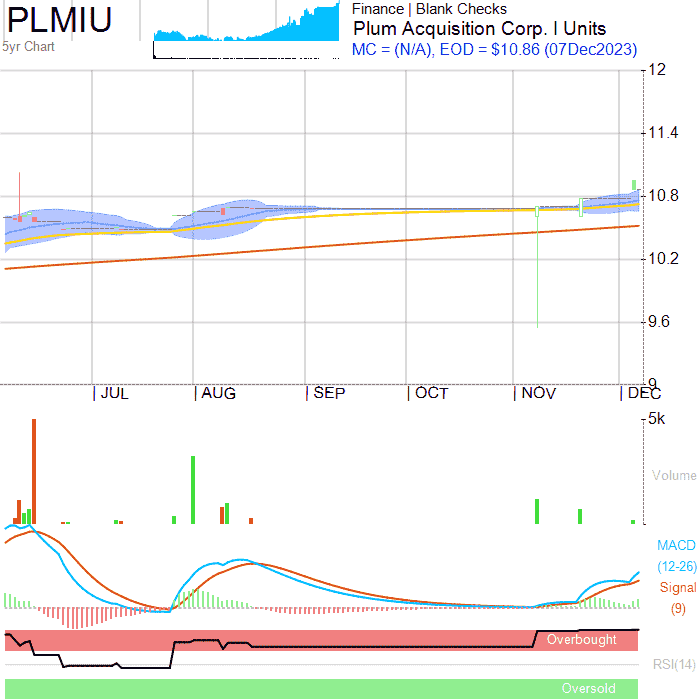 PLMIU
5yr Chart
Finance | Blank Checks
Plum Acquisition Corp. I Units
MC = (N/A), EOD = $10.86 (07Dec2023)
12
11.4
10.8
10.2
9.6
9
JUL
AUG
SEP
OCT
NOV
DEC
5k
Volume
MACD
(12-26)
Signal
(9)
Overbought
RSI(14)
Oversold